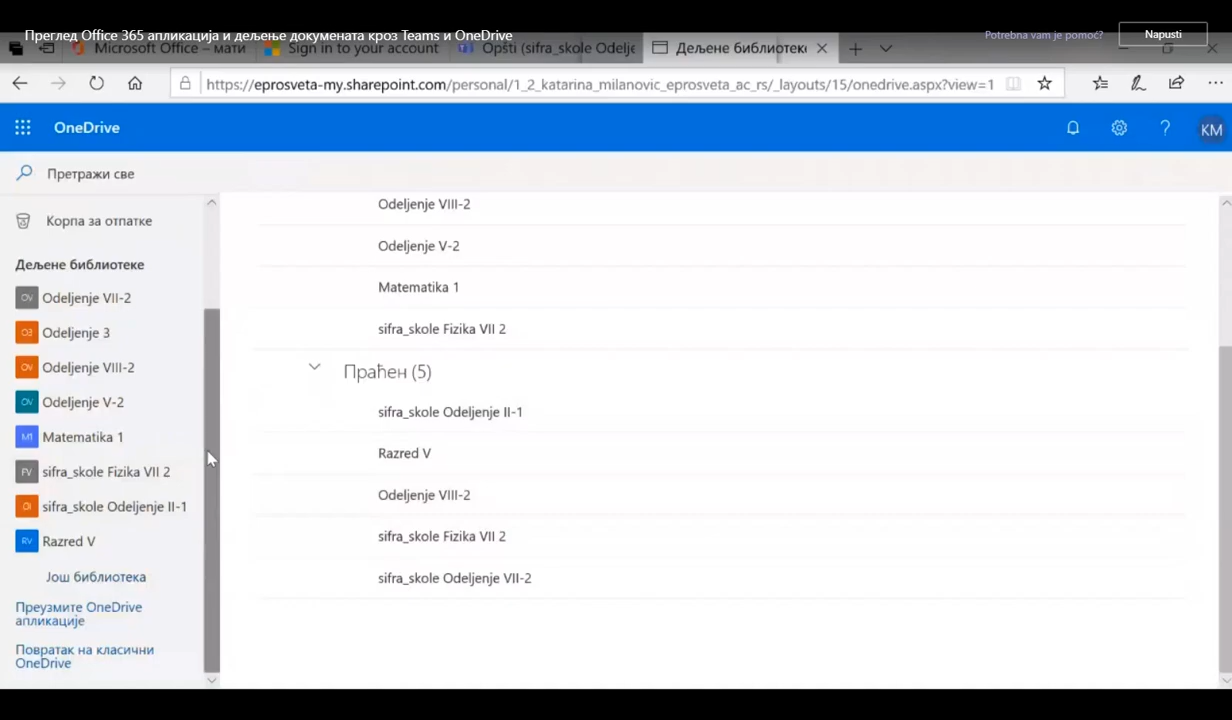 Преглед Office 365 апликација и дељење докумената кроз Teams и OneDrive
Potrebna vam je pomoć?
Napusti
Microsoft Office – мати
Sign in to your account
Opšti (sifra_skole Odelje
Дељене библиотеке
https://eprosveta-my.sharepoint.com/personal/1_2_katarina_milanovic_eprosveta_ac_rs/_layouts/15/onedrive.aspx?view=1
OneDrive
KM
Претражи све
Корпа за отпатке
Дељене библиотеке
OV Odeljenje VII-2
O3 Odeljenje 3
OV Odeljenje VIII-2
OV Odeljenje V-2
M1 Matematika 1
FV sifra_skole Fizika VII 2
OI sifra_skole Odeljenje II-1
RV Razred V
Још библиотека
Преузмите OneDrive
апликације
Повратак на класични
OneDrive
Odeljenje VIII-2
Odeljenje V-2
Matematika 1
sifra_skole Fizika VII 2
Праћен (5)
sifra_skole Odeljenje II-1
Razred V
Odeljenje VIII-2
sifra_skole Fizika VII 2
sifra_skole Odeljenje VII-2